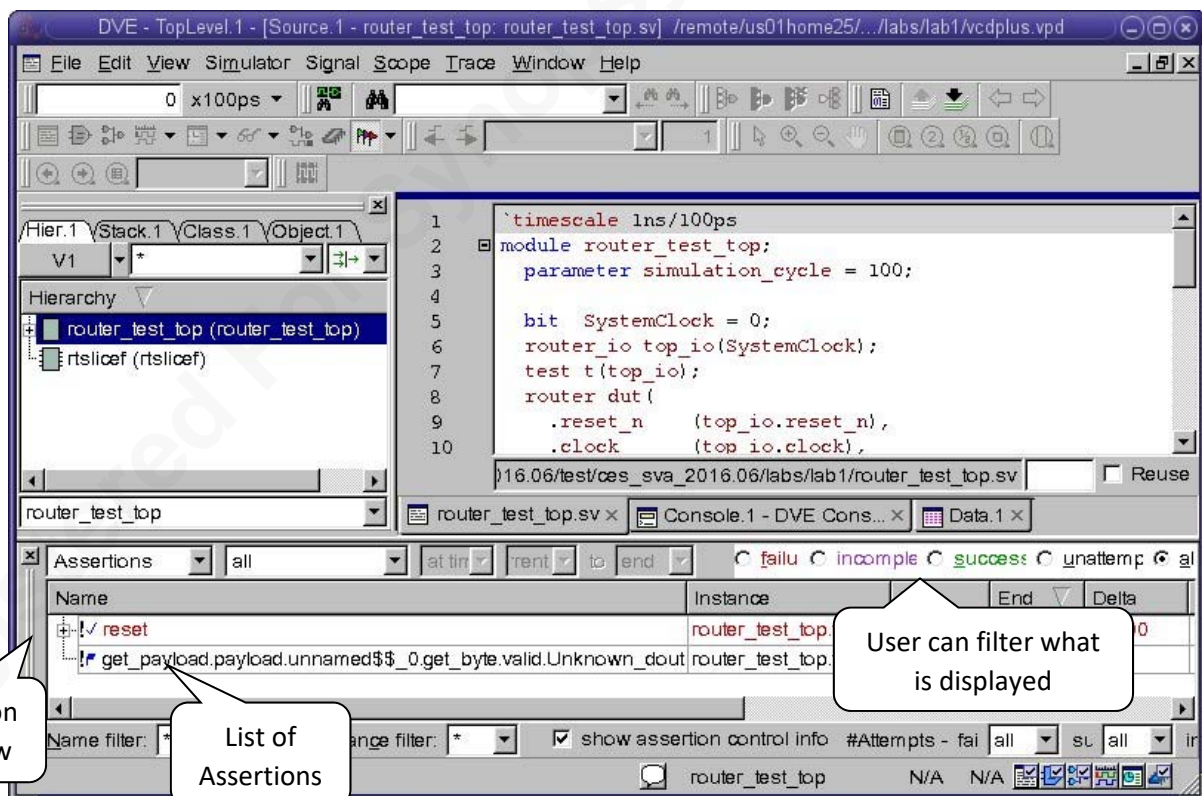 DVE - TopLevel.1 - [Source.1 - router_test_top: router_test_top.sv] /remote/us01home25/.../labs/lab1/vcdplus.vpd
File Edit View Simulator Signal Scope Trace Window Help
0 x100ps
1
Hier.1 Stack.1 Class.1 Object.1
V1 *
Hierarchy
router_test_top (router_test_top)
rtslicef (rtslicef)
router_test_top
1 `timescale 1ns/100ps
2 module router_test_top;
3 parameter simulation_cycle = 100;
4
5 bit SystemClock = 0;
6 router_io top_io(SystemClock);
7 test t(top_io);
8 router dut(
9 .reset_n (top_io.reset_n),
10 .clock (top_io.clock),
)16.06/test/ces_sva_2016.06/labs/lab1/router_test_top.sv Reuse
router_test_top.sv × Console.1 - DVE Cons... × Data.1 ×
Assertions all at tim rrent to end failu incomple success unattemp al
Name Instance End Delta
reset router_test_top. 0
get_payload.payload.unnamed$$_0.get_byte.valid.Unknown_dout router_test_top.
User can filter what
is displayed
on
w
List of
Assertions
Name filter: * ance filter: * show assertion control info #Attempts - fai all su all in
router_test_top N/A N/A